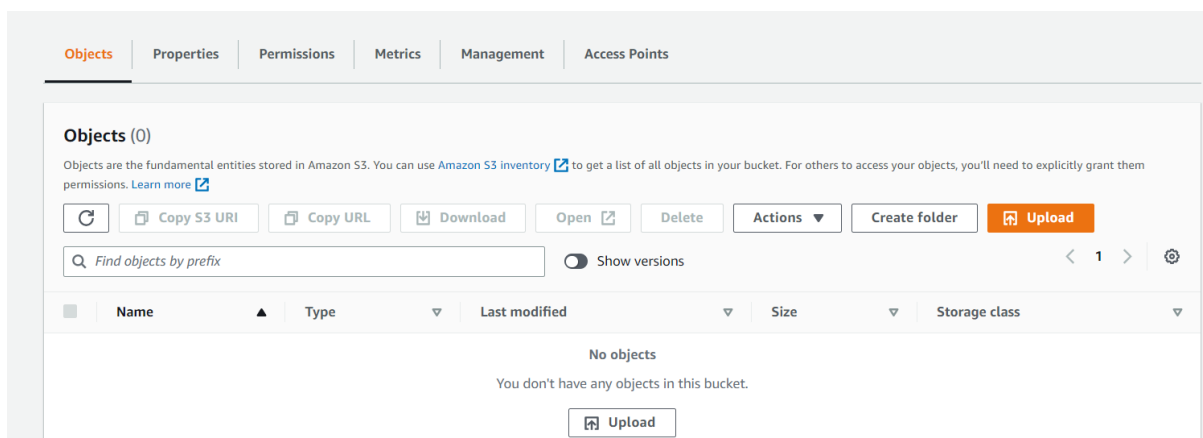 Objects Properties Permissions Metrics Management Access Points
Objects (0)
Objects are the fundamental entities stored in Amazon S3. You can use Amazon S3 inventory to get a list of all objects in your bucket. For others to access your objects, you'll need to explicitly grant them
permissions. Learn more
Copy S3 URI Copy URL Download Open Delete Actions Create folder Upload
Find objects by prefix Show versions 1
Name Type Last modified Size Storage class
No objects
You don't have any objects in this bucket.
Upload